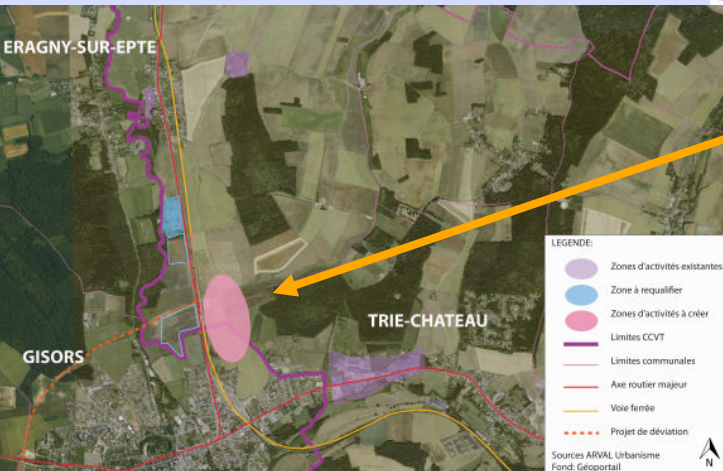 ERAGNY-SUR-EPTE
TRIE-CHATEAU
GISORS
LEGENDE:
Zones d'activités existantes
Zone à requalifier
Zones d'activités à créer
Limites CCVT
Limites communales
Axe routier majeur
Voie ferrée
Projet de déviation
Sources ARVAL Urbanisme
Fond: Géoportail
N